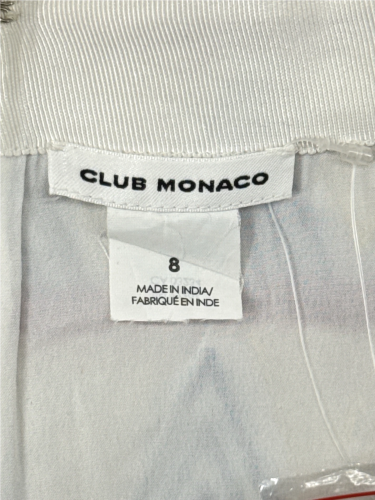 CLUB MONACO
8
MADE IN INDIA/
FABRIQUÉ EN INDE